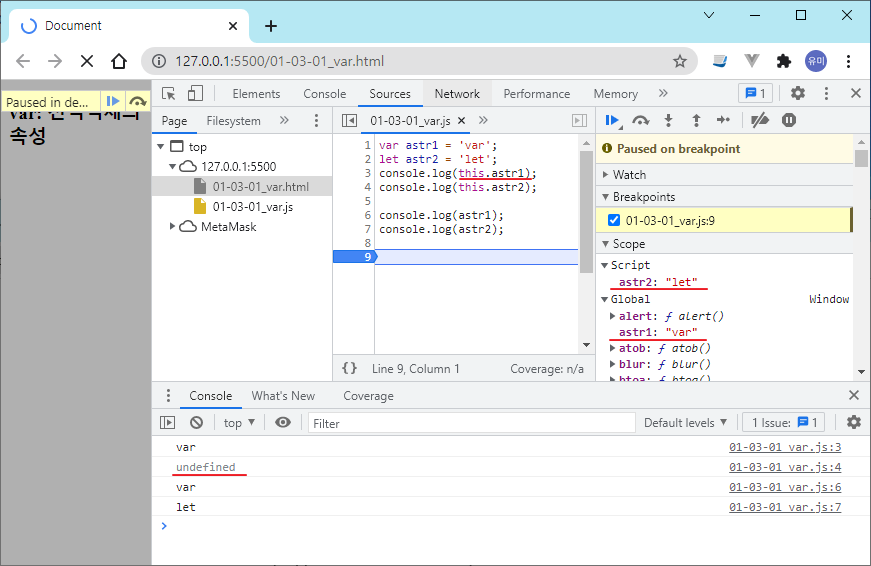 Document
127.0.0.1:5500/01-03-01_var.html
유미
Paused in de...
속성
Elements Console Sources Network Performance Memory 1
Page Filesystem
01-03-01_var.js
top
127.0.0.1:5500
01-03-01_var.html
01-03-01_var.js
MetaMask
1 var astr1 = 'var';
2 let astr2 = 'let';
3 console.log(this.astr1);
4 console.log(this.astr2);
5
6 console.log(astr1);
7 console.log(astr2);
8
9
{} Line 9, Column 1 Coverage: n/a
Paused on breakpoint
Watch
Breakpoints
01-03-01_var.js:9
Scope
Script
astr2: "let"
Global Window
alert: ƒ alert()
astr1: "var"
atob: ƒ atob()
blur: ƒ blur()
btoa: ƒ btoa()
Console What's New Coverage
top Filter Default levels 1 Issue: 1
var 01-03-01_var.js:3
undefined 01-03-01_var.js:4
var 01-03-01_var.js:6
let 01-03-01_var.js:7